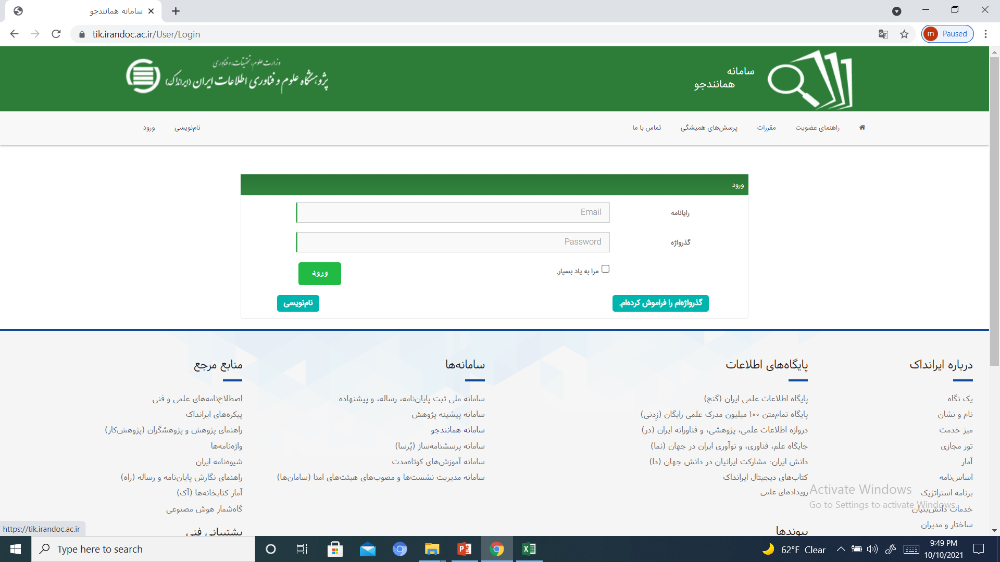 سامانه همانندجو
tik.irandoc.ac.ir/User/Login
Paused
m
سامانه
همانندجو
وزارت علوم، تحقیقات، و فناوری
پژوهشگاه علوم و فناوری اطلاعات ایران (ایرانداک)
راهنمای عضویت
مقررات
پرسش‌های همیشگی
تماس با ما
نام‌نویسی
ورود
ورود
رایانامه
Email
گذرواژه
Password
مرا به یاد بسپار.
ورود
گذرواژه‌ام را فراموش کرده‌ام.
نام‌نویسی
درباره ایرانداک
یک نگاه
نام و نشان
میز خدمت
تور مجازی
آمار
اساس‌نامه
برنامه استراتژیک
خدمات دانش‌بنیان
ساختار و مدیران
پایگاه‌های اطلاعات
پایگاه اطلاعات علمی ایران (گنج)
پایگاه تمام‌متن ۱۰۰ میلیون مدرک علمی رایگان (زِدنی)
دروازه اطلاعات علمی، پژوهشی، و فناورانه ایران (در)
جایگاه علم، فناوری، و نوآوری ایران در جهان (نما)
دانش ایران: مشارکت ایرانیان در دانش جهان (دا)
کتاب‌های دیجیتال ایرانداک
رویدادهای علمی
پیوندها
سامانه‌ها
سامانه ملی ثبت پایان‌نامه، رساله، و پیشنهاده
سامانه پیشینه پژوهش
سامانه همانندجو
سامانه پرسشنامه‌ساز (پُرسا)
سامانه آموزش‌های کوتاه‌مدت
سامانه مدیریت نشست‌ها و مصوب‌های هیئت‌های امنا (سامان‌ها)
منابع مرجع
اصطلاح‌نامه‌های علمی و فنی
پیکره‌های ایرانداک
راهنمای پژوهش و پژوهشگران (پژوهش‌کار)
واژه‌نامه‌ها
شیوه‌نامه ایران
راهنمای نگارش پایان‌نامه و رساله (راه)
آمار کتابخانه‌ها (آک)
گاه‌شمار هوش مصنوعی
پشتیبانی فنی
Activate Windows
Go to Settings to activate Windows.
https://tik.irandoc.ac.ir
Type here to search
62°F Clear
9:49 PM
10/10/2021